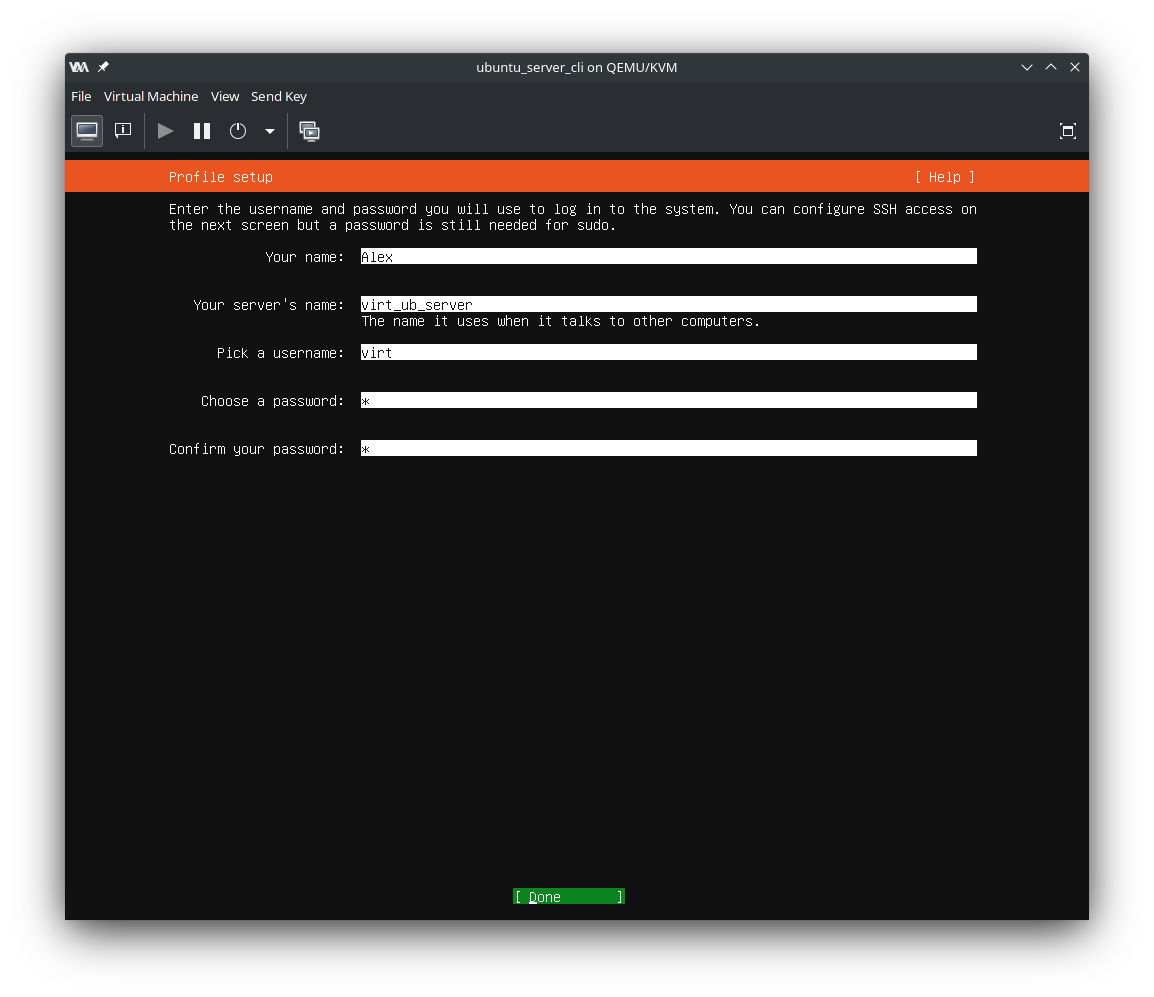 ubuntu_server_cli on QEMU/KVM
File Virtual Machine View Send Key
Profile setup [ Help ]
Enter the username and password you will use to log in to the system. You can configure SSH access on
the next screen but a password is still needed for sudo.
Your name: Alex
Your server's name: virt_ub_server
The name it uses when it talks to other computers.
Pick a username: virt
Choose a password: *
Confirm your password: *
[ Done ]